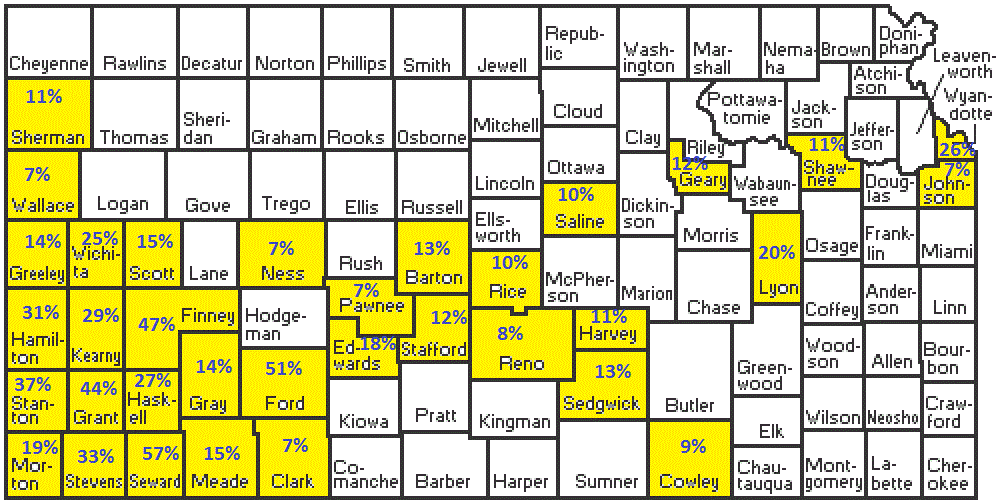 Cheyenne
Rawlins
Decatur
Norton
Phillips
Smith
Jewell
Repub-
lic
Wash-
ington
Mar-
shall
Nema-
ha
Brown
Doni-
phan
Leaven-
worth
Wyan-
dotte
Atchi-
son
11%
Sherman
Thomas
Sheri-
dan
Graham
Rooks
Osborne
Mitchell
Cloud
Clay
Riley
Pottawa-
tomie
Jack-
son
Jeffer-
son
26%
7%
Wallace
Logan
Gove
Trego
Ellis
Russell
Lincoln
Ottawa
10%
Saline
Dickin-
son
12%
Geary
Wabaun-
see
11%
Shaw-
nee
Doug-
las
7%
John-
son
14%
Greeley
25%
Wichi-
ta
15%
Scott
Lane
7%
Ness
Rush
13%
Barton
Ells-
worth
10%
Rice
McPher-
son
Marion
Morris
Chase
20%
Lyon
Osage
Frank-
lin
Miami
31%
Hamil-
ton
29%
Kearny
47%
Finney
Hodge-
man
7%
Pawnee
12%
Stafford
18%
Ed-
wards
8%
Reno
11%
Harvey
Coffey
Ander-
son
Linn
37%
Stan-
ton
44%
Grant
27%
Hask-
ell
14%
Gray
51%
Ford
Kiowa
Pratt
Kingman
13%
Sedgwick
Butler
Green-
wood
Wood-
son
Allen
Bour-
bon
Wilson
Neosho
Craw-
ford
19%
Mor-
ton
33%
Stevens
57%
Seward
15%
Meade
7%
Clark
Co-
manche
Barber
Harper
Sumner
9%
Cowley
Elk
Chau-
tauqua
Mont-
gomery
La-
bette
Cher-
okee